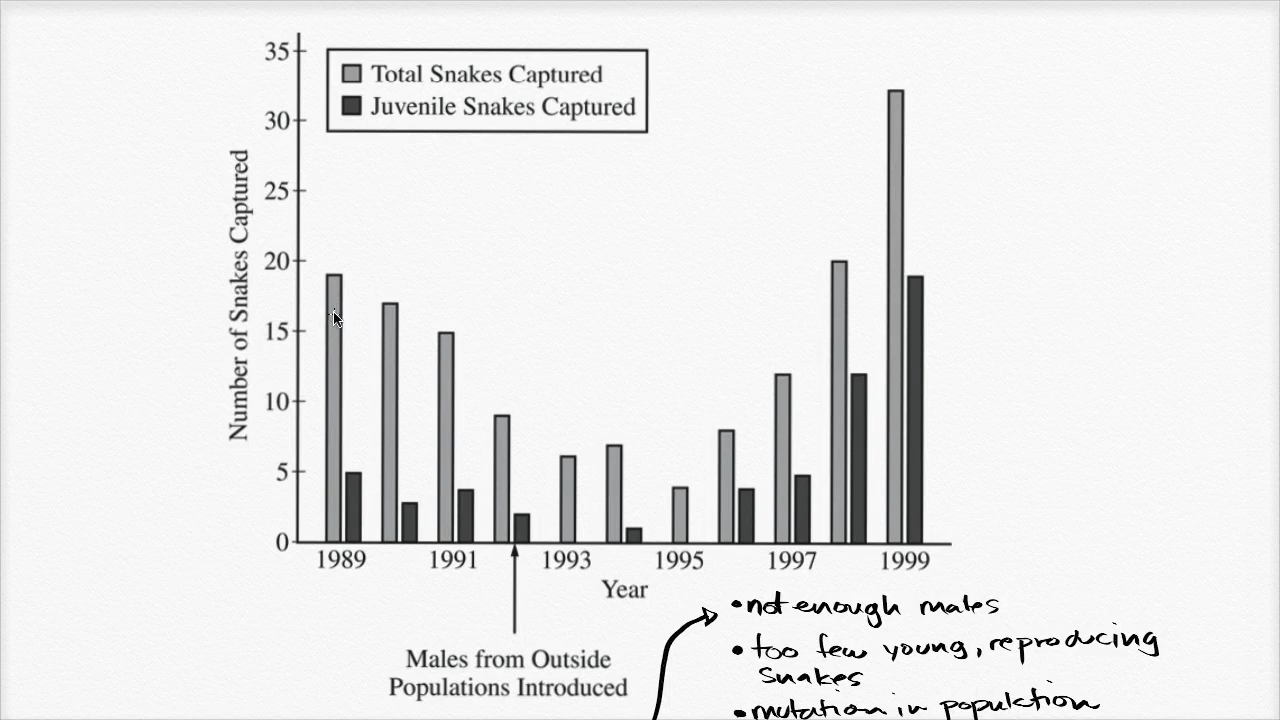 35
Total Snakes Captured
Juvenile Snakes Captured
30
25
20
15
10
5
0
Number of Snakes Captured
1989 1991 1993 1995 1997 1999
Year
Males from Outside
Populations Introduced
•not enough males
•too few young, reproducing
snakes
•mutation in population